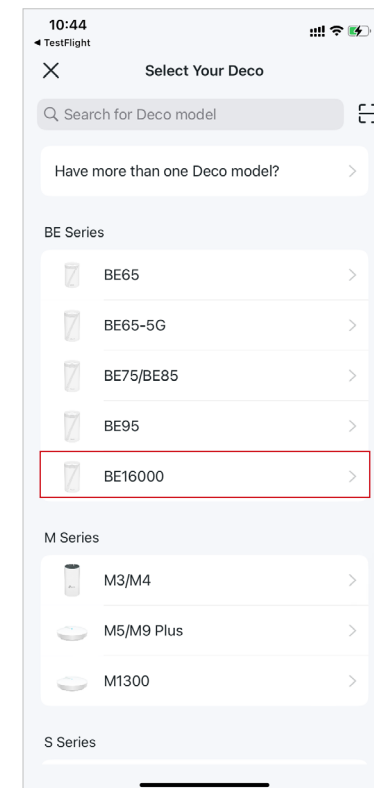 10:44
◀ TestFlight
Select Your Deco
Search for Deco model
Have more than one Deco model?
BE Series
BE65
BE65-5G
BE75/BE85
BE95
BE16000
M Series
M3/M4
M5/M9 Plus
M1300
S Series